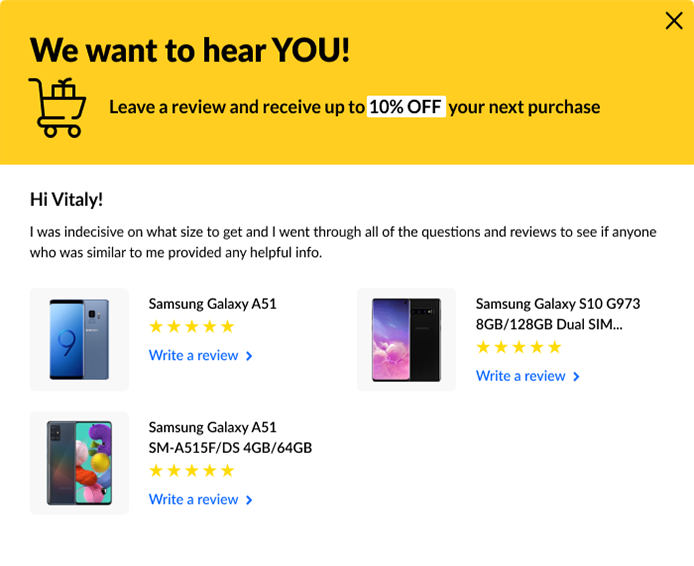 We want to hear YOU!
Leave a review and receive up to 10% OFF your next purchase
Hi Vitaly!
I was indecisive on what size to get and I went through all of the questions and reviews to see if anyone
who was similar to me provided any helpful info.
9
Samsung Galaxy A51
Write a review
Samsung Galaxy S10 G973
8GB/128GB Dual SIM...
Write a review
Samsung Galaxy A51
SM-A515F/DS 4GB/64GB
Write a review